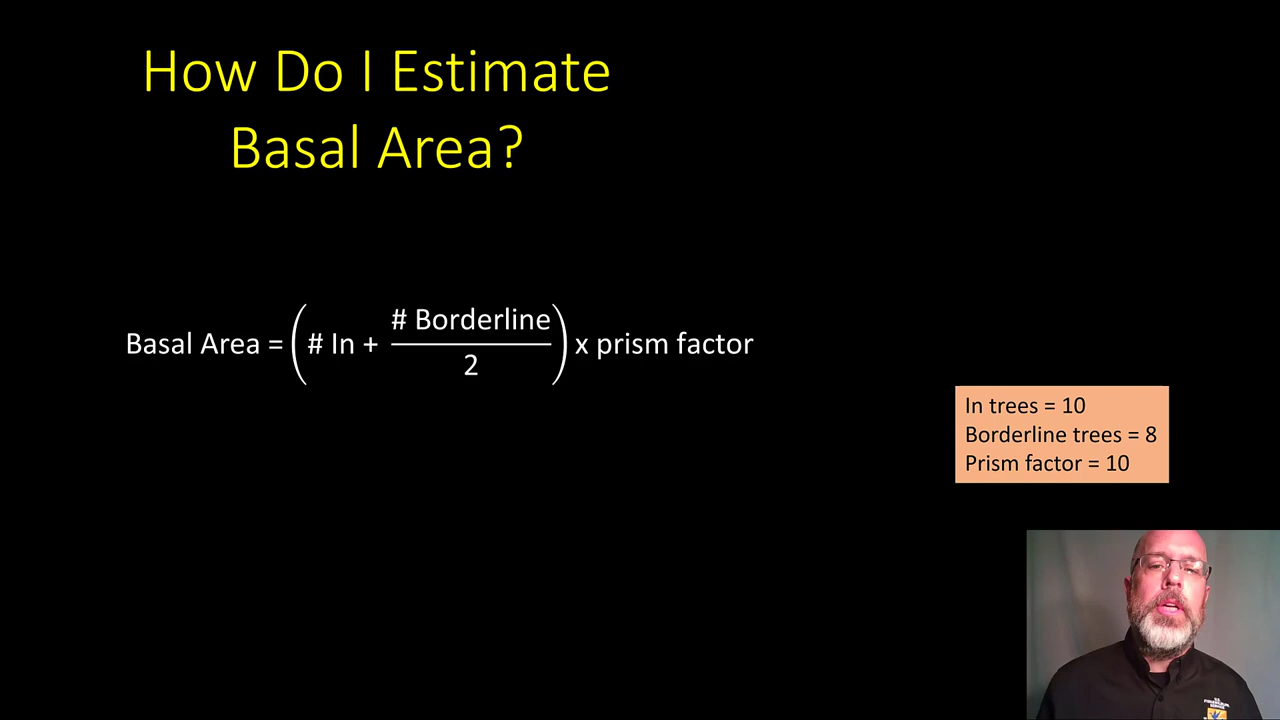 How Do I Estimate
Basal Area?
Basal Area = (# In + # Borderline / 2) x prism factor
In trees = 10
Borderline trees = 8
Prism factor = 10